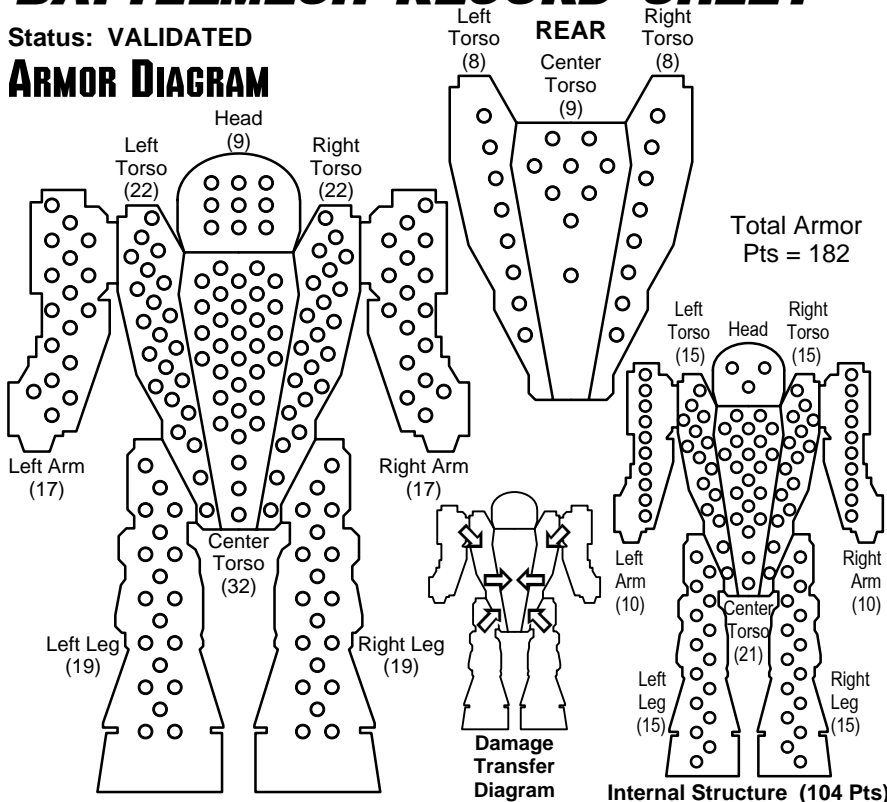 BATTLEMECH RECORD SHEET
Status: VALIDATED
ARMOR DIAGRAM
Head
(9)
Left
Torso
(22)
Right
Torso
(22)
Left Arm
(17)
Right Arm
(17)
Center
Torso
(32)
Left Leg
(19)
Right Leg
(19)
Left
Torso
(8)
REAR
Center
Torso
(9)
Right
Torso
(8)
Total Armor
Pts = 182
Left
Torso
(15)
Head
Right
Torso
(15)
Left
Arm
(10)
Right
Arm
(10)
Center
Torso
(21)
Left
Leg
(15)
Right
Leg
(15)
Damage
Transfer
Diagram
Internal Structure (104 Pts)